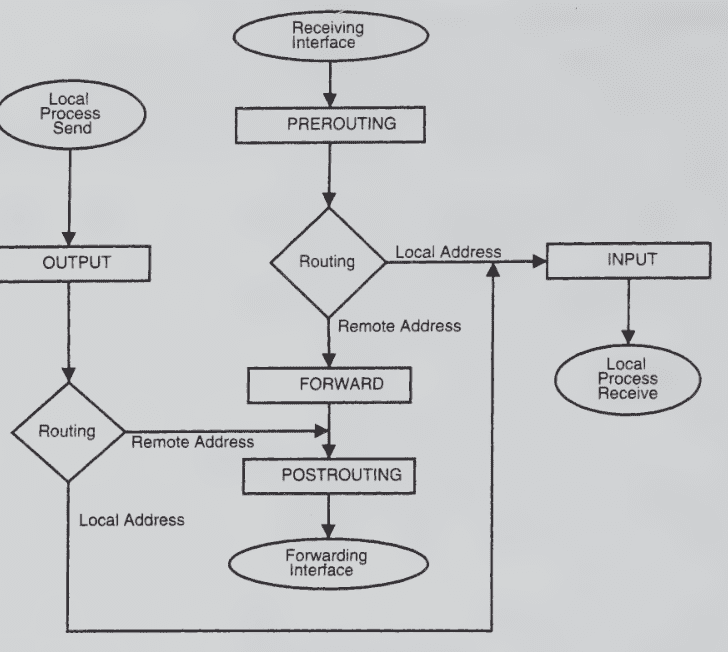 Receiving
Interface
Local
Process
Send
PREROUTING
OUTPUT
Routing
Local Address
INPUT
Remote Address
Local
Process
Receive
FORWARD
Routing
Remote Address
POSTROUTING
Local Address
Forwarding
Interface